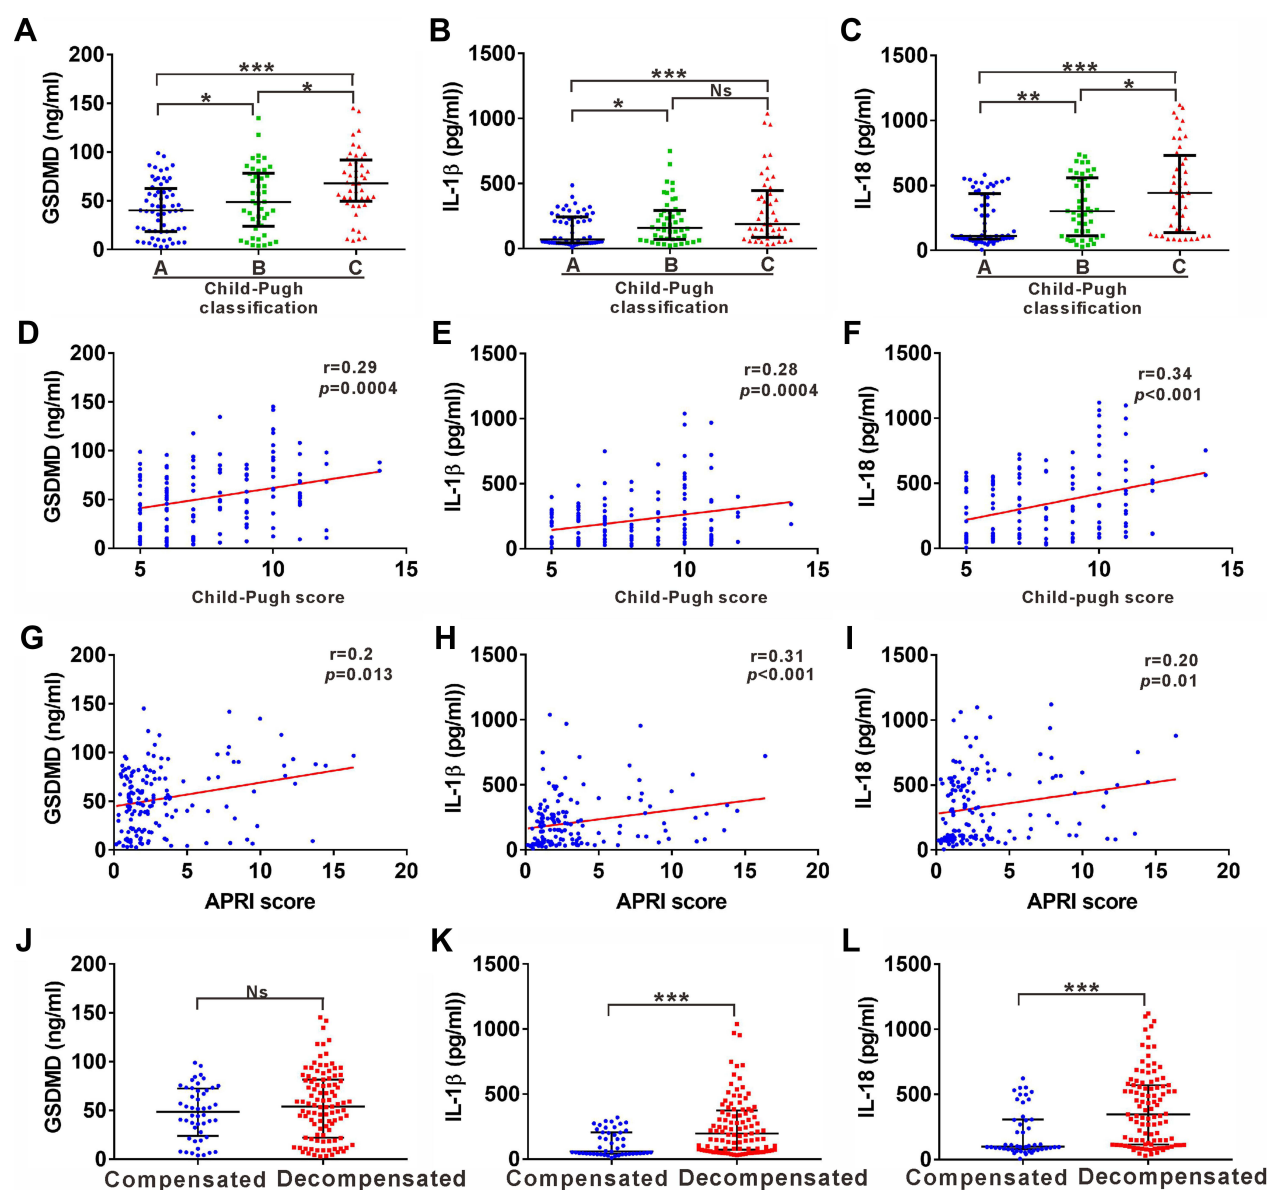 A
GSDMD (ng/ml)
200
150
100
50
0
***
*
*
A B C
Child-Pugh
classification
B
IL-1β (pg/ml))
1500
1000
500
0
***
*
Ns
A B C
Child-Pugh
classification
C
IL-18 (pg/ml)
1500
1000
500
0
***
**
*
A B C
Child-Pugh
classification
D
GSDMD (ng/ml)
200
150
100
50
0
r=0.29
p=0.0004
5 10 15
Child-Pugh score
E
IL-1β (pg/ml))
1500
1000
500
0
r=0.28
p=0.0004
5 10 15
Child-Pugh score
F
IL-18 (pg/ml)
1500
1000
500
0
r=0.34
p<0.001
5 10 15
Child-pugh score
G
GSDMD (ng/ml)
200
150
100
50
0
r=0.2
p=0.013
0 5 10 15 20
APRI score
H
IL-1β (pg/ml))
1500
1000
500
0
r=0.31
p<0.001
0 5 10 15 20
APRI score
I
IL-18 (pg/ml)
1500
1000
500
0
r=0.20
p=0.01
0 5 10 15 20
APRI score
J
GSDMD (ng/ml)
200
150
100
50
0
Ns
Compensated Decompensated
K
IL-1β (pg/ml))
1500
1000
500
0
***
Compensated Decompensated
L
IL-18 (pg/ml)
1500
1000
500
0
***
Compensated Decompensated